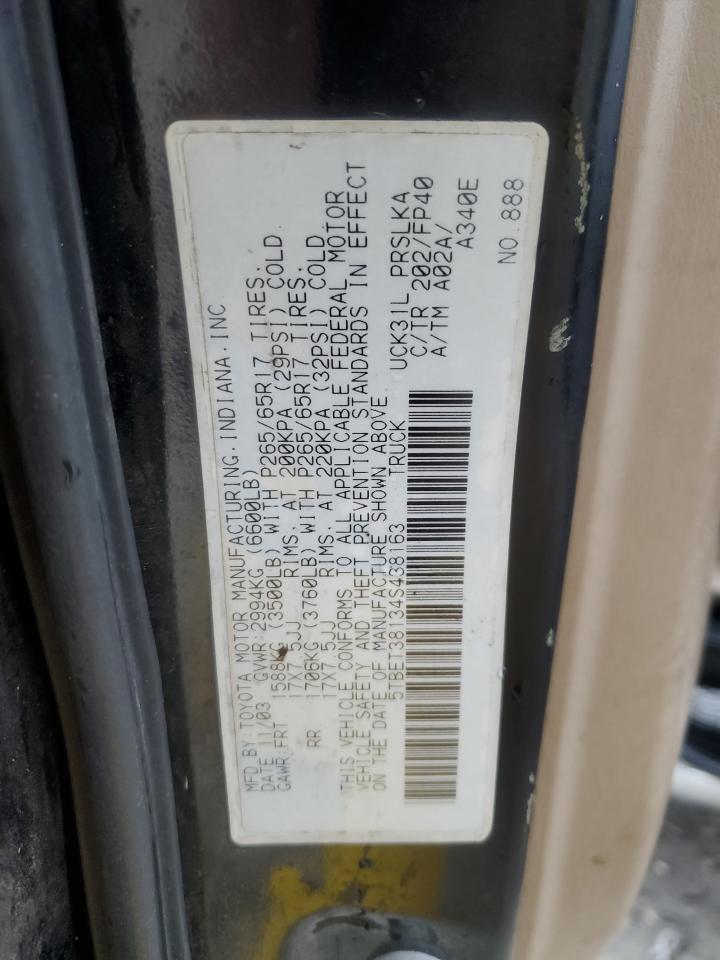 MFD BY:TOYOTA MOTOR MANUFACTURING.INDIANA.INC
DATE 11/03 GVWR:2994KG (6600LB)
GAWR:FRT. 1588KG (3500LB) WITH P265/65R17 TIRES.
17X7.5JJ RIMS. AT 200KPA (29PSI) COLD.
RR 1706KG (3760LB) WITH P265/65R17 TIRES.
17X7.5JJ RIMS. AT 220KPA (32PSI) COLD.
THIS VEHICLE CONFORMS TO ALL APPLICABLE FEDERAL MOTOR
VEHICLE SAFETY AND THEFT PREVENTION STANDARDS IN EFFECT
ON THE DATE OF MANUFACTURE SHOWN ABOVE
5TBET38134S438163 TRUCK
UCK31L PRSLKA
C/TR 202/FP40
A/TM A02A/
A340E
NO.888